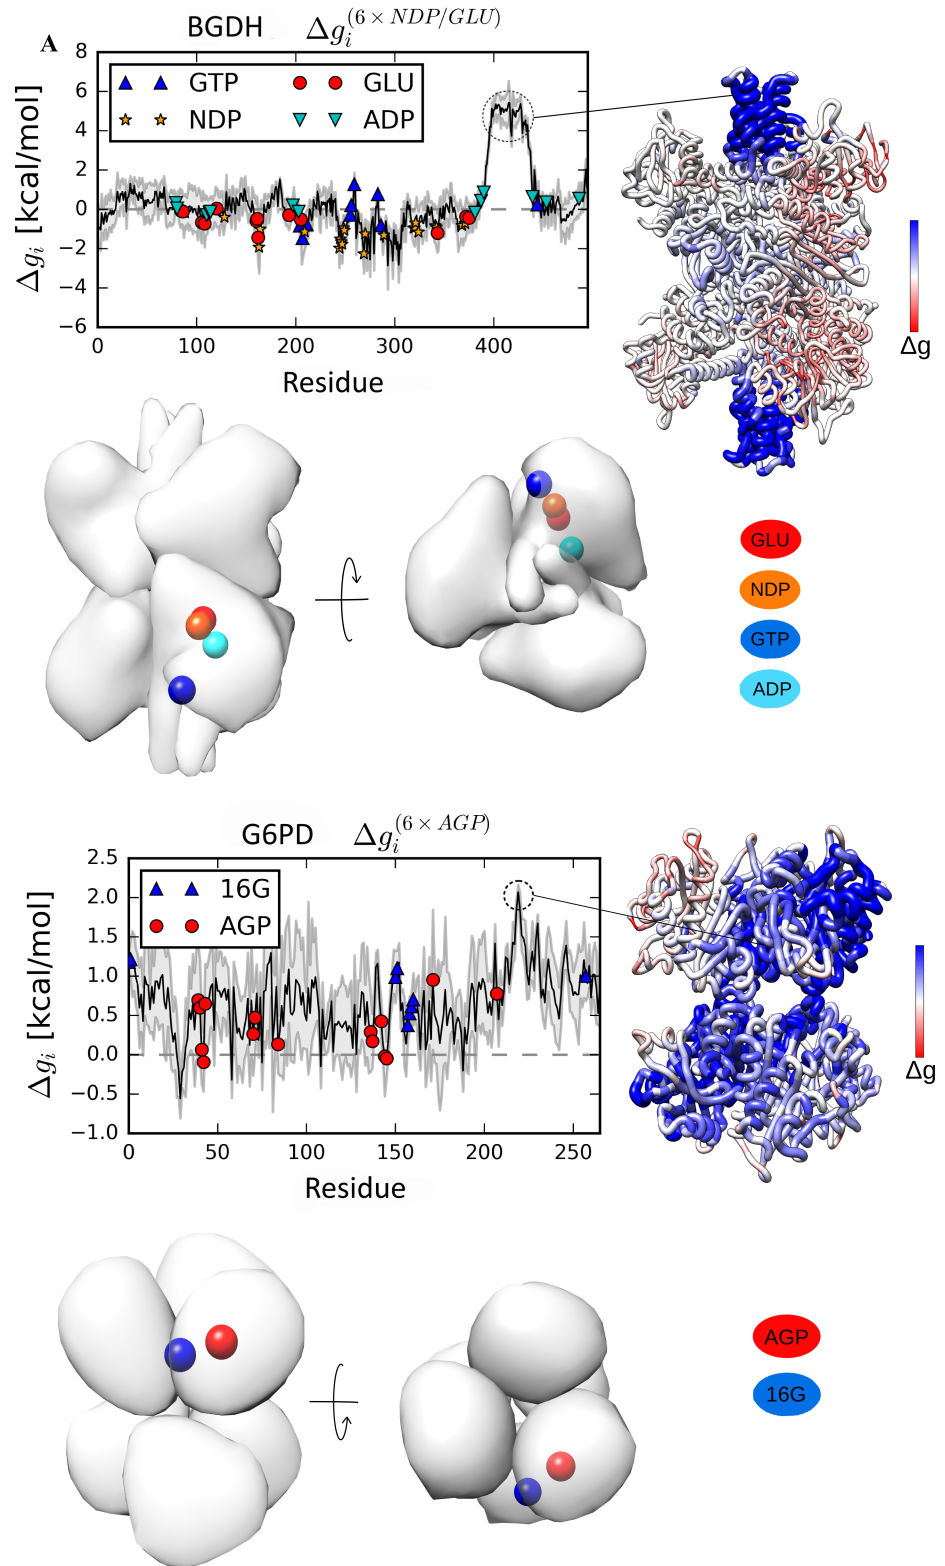 A
BGDH Δg_i^(6 × NDP/GLU)
Δg_i [kcal/mol]
8
6
4
2
0
−2
−4
−6
GTP GLU
NDP ADP
0 100 200 300 400
Residue
Δg
GLU
NDP
GTP
ADP
G6PD Δg_i^(6 × AGP)
Δg_i [kcal/mol]
2.5
2.0
1.5
1.0
0.5
0.0
−0.5
−1.0
16G
AGP
0 50 100 150 200 250
Residue
Δg
AGP
16G